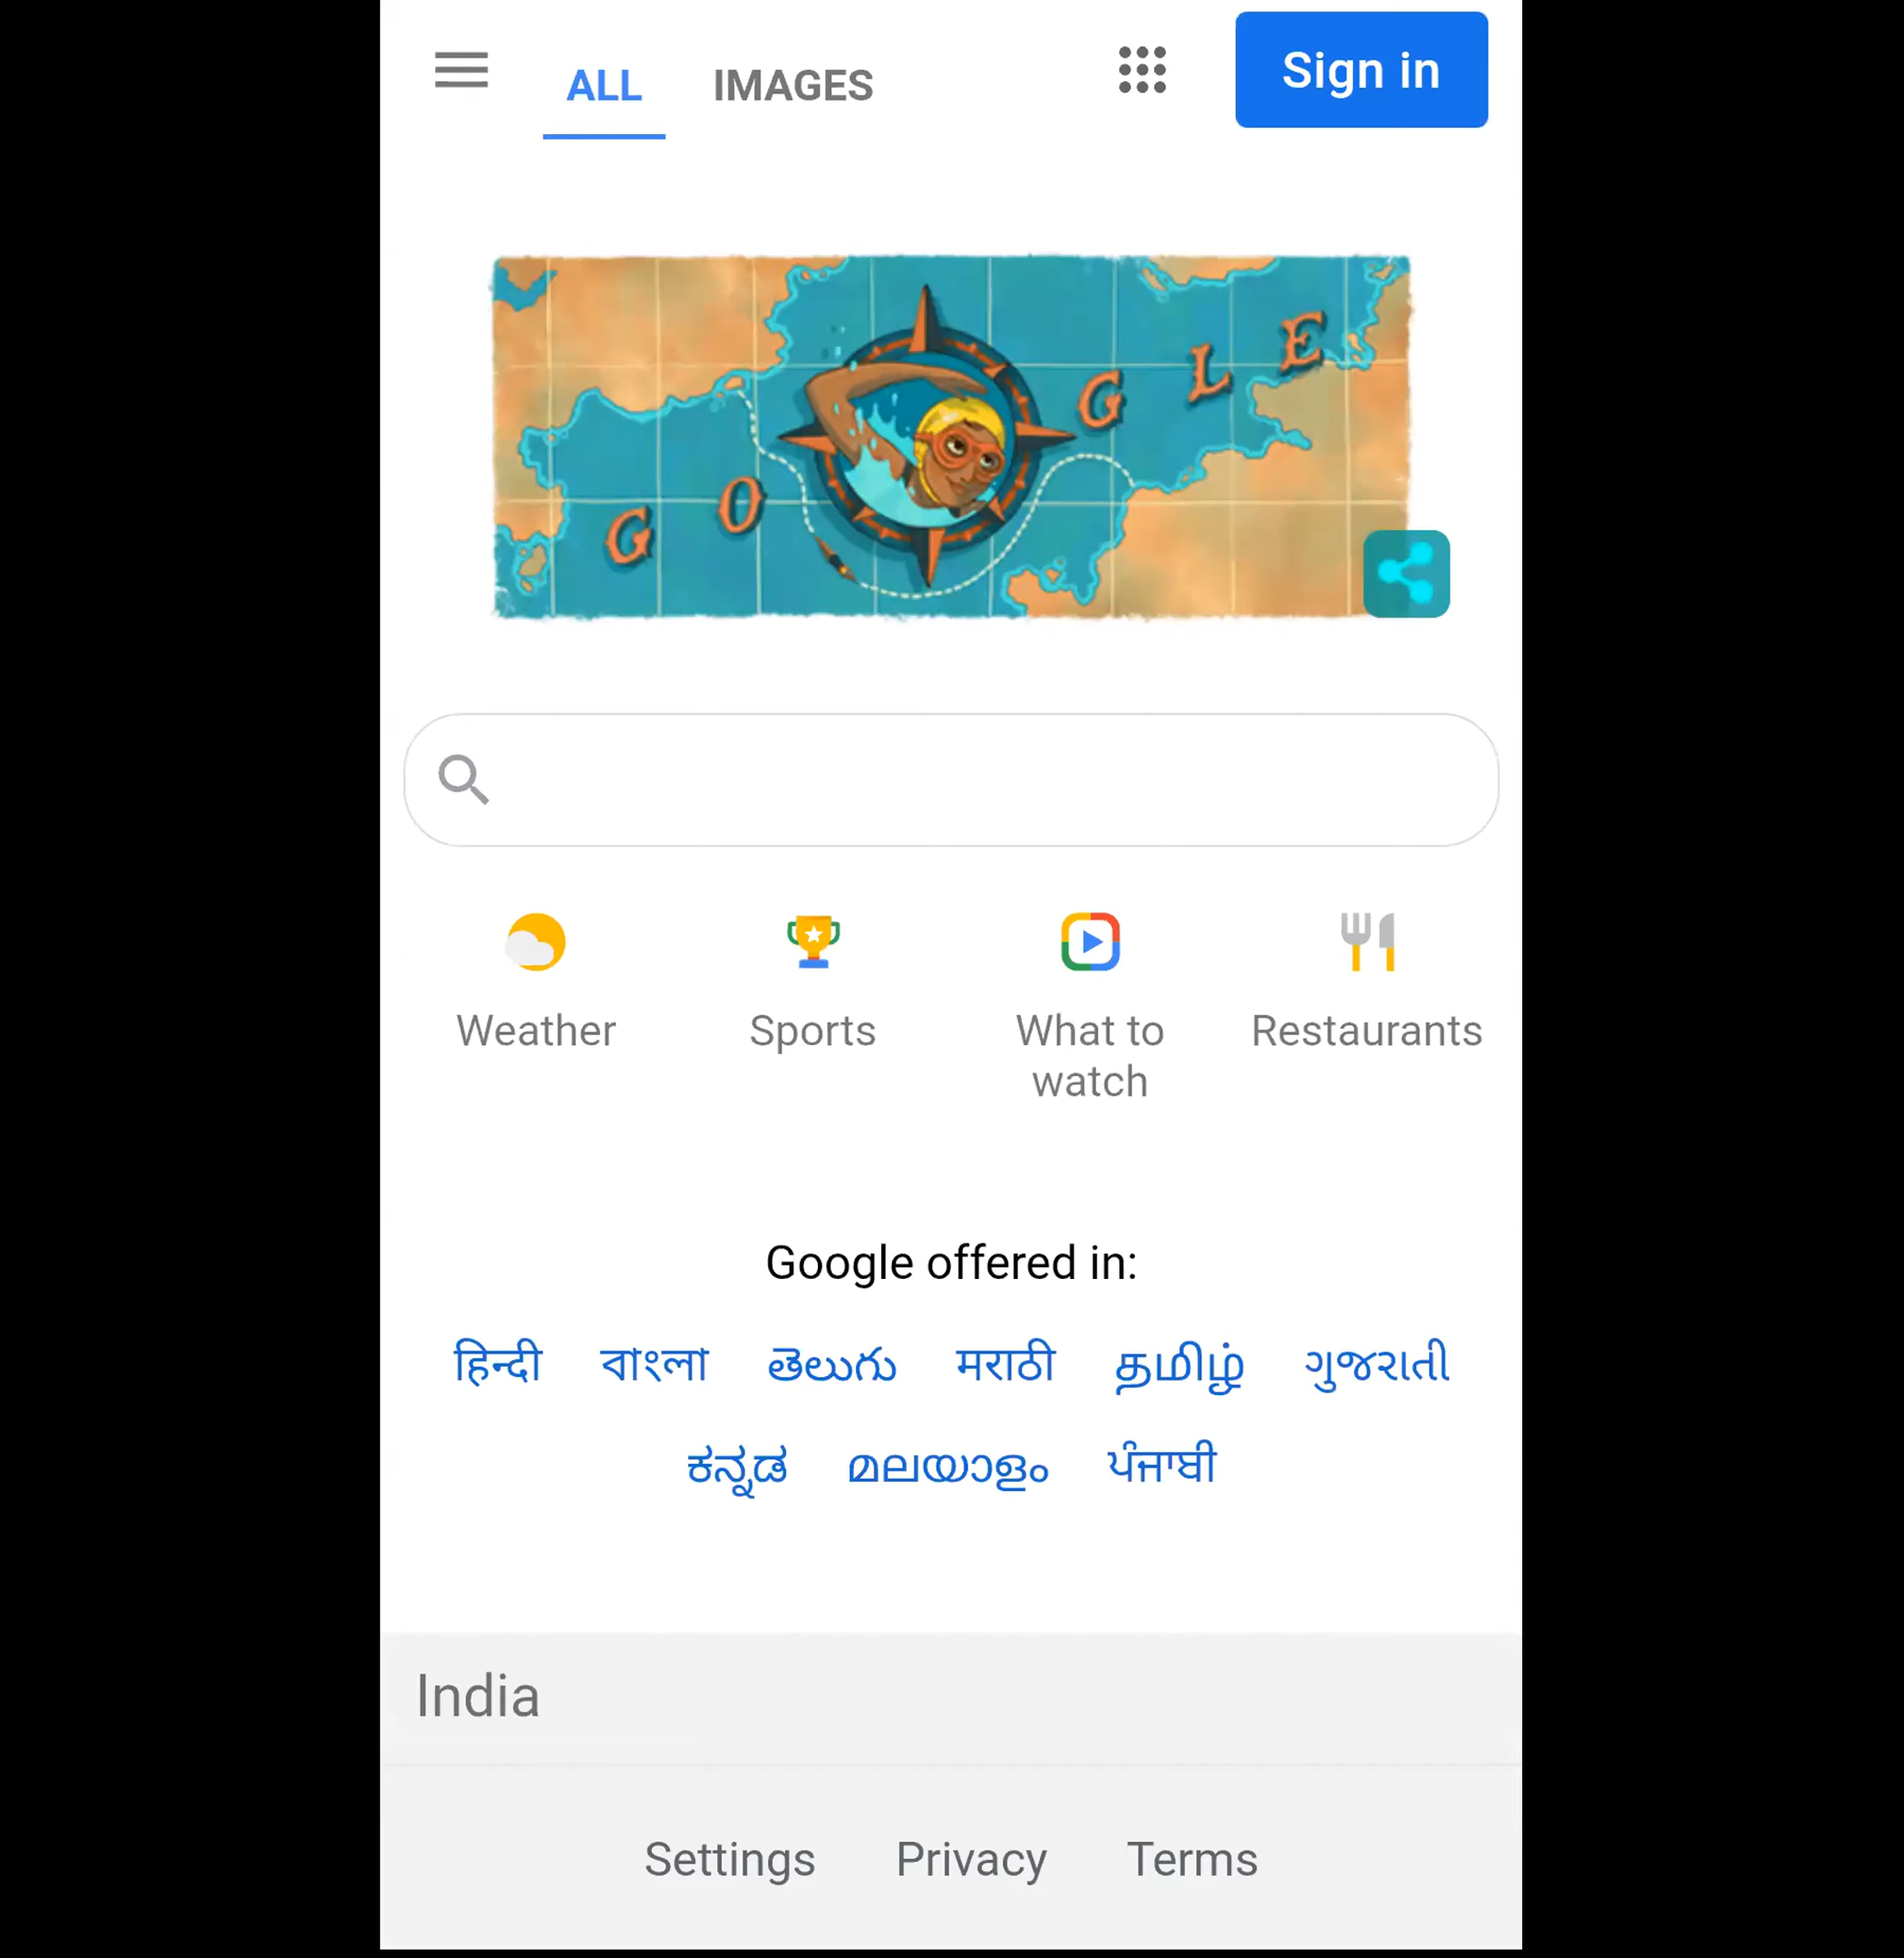 ALL IMAGES Sign in
G O G L E
Weather Sports What to watch Restaurants
Google offered in:
हिन्दी বাংলা తెలుగు मराठी தமிழ் ગુજરાતી
ಕನ್ನಡ മലയാളം ਪੰਜਾਬੀ
India
Settings Privacy Terms